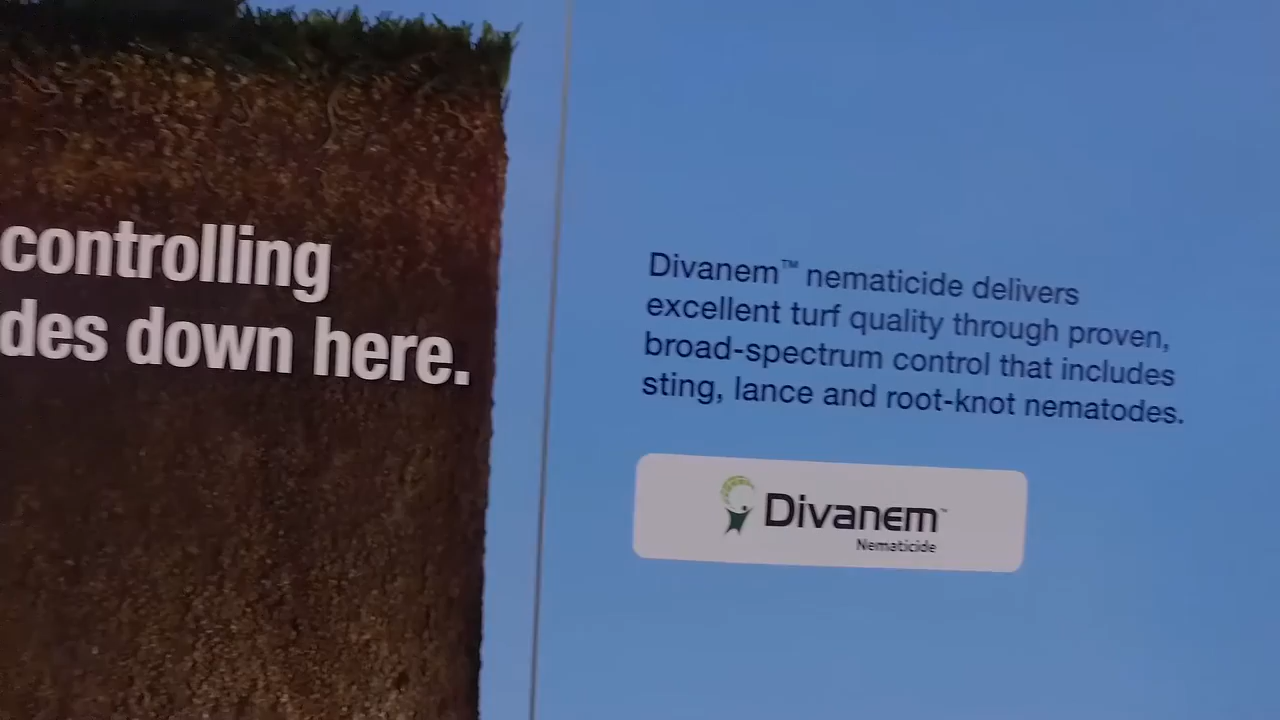 controlling
des down here.
Divanem™ nematicide delivers
excellent turf quality through proven,
broad-spectrum control that includes
sting, lance and root-knot nematodes.
Divanem™
Nematicide